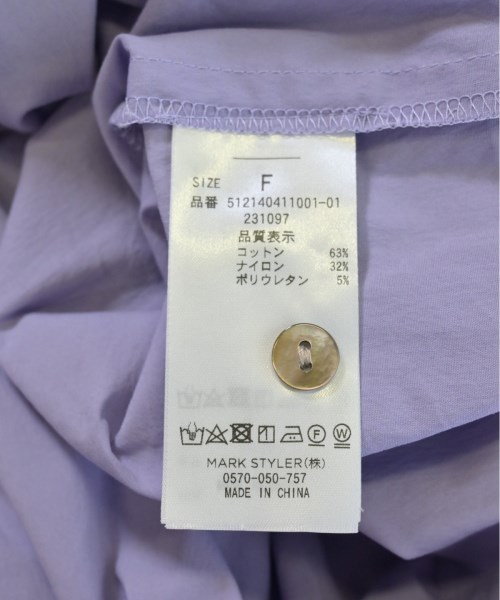 SIZE F
品番 512140411001-01
231097
品質表示
コットン 63%
ナイロン 32%
ポリウレタン 5%
F W
MARK STYLER(株)
0570-050-757
MADE IN CHINA